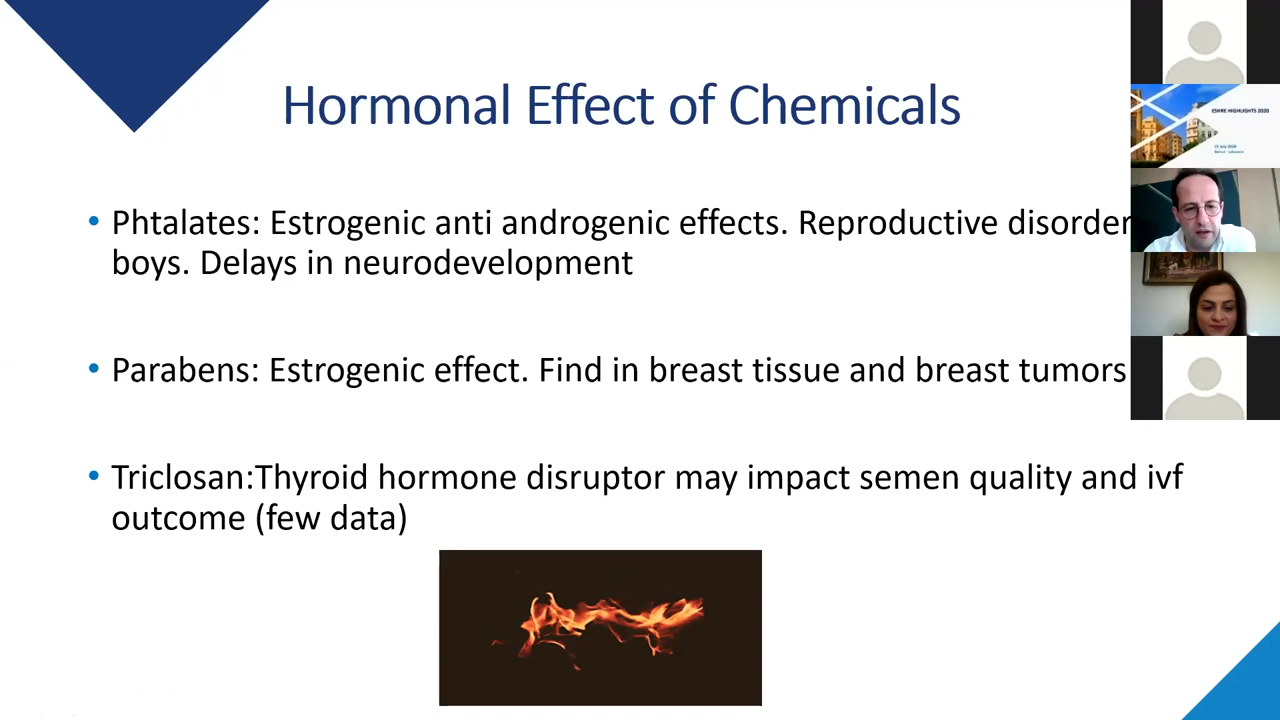 Hormonal Effect of Chemicals
• Phtalates: Estrogenic anti androgenic effects. Reproductive disorder
boys. Delays in neurodevelopment
• Parabens: Estrogenic effect. Find in breast tissue and breast tumors
• Triclosan:Thyroid hormone disruptor may impact semen quality and ivf
outcome (few data)
ESHRE HIGHLIGHTS 2020
Beirut - Lebanon